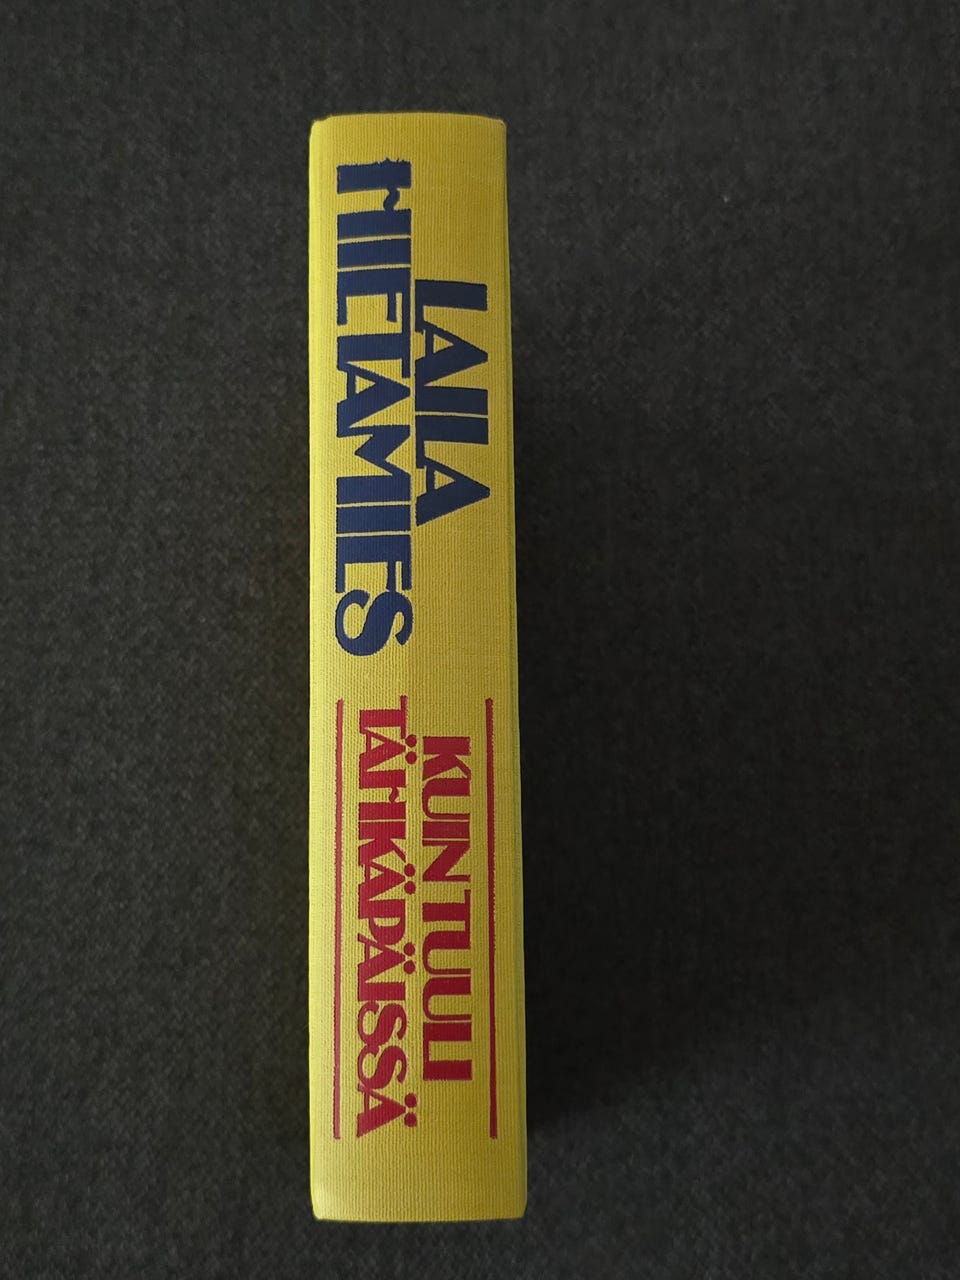 LAILA
HIETAMIES
KUIN TUULI
TÄHKÄPÄISSÄ